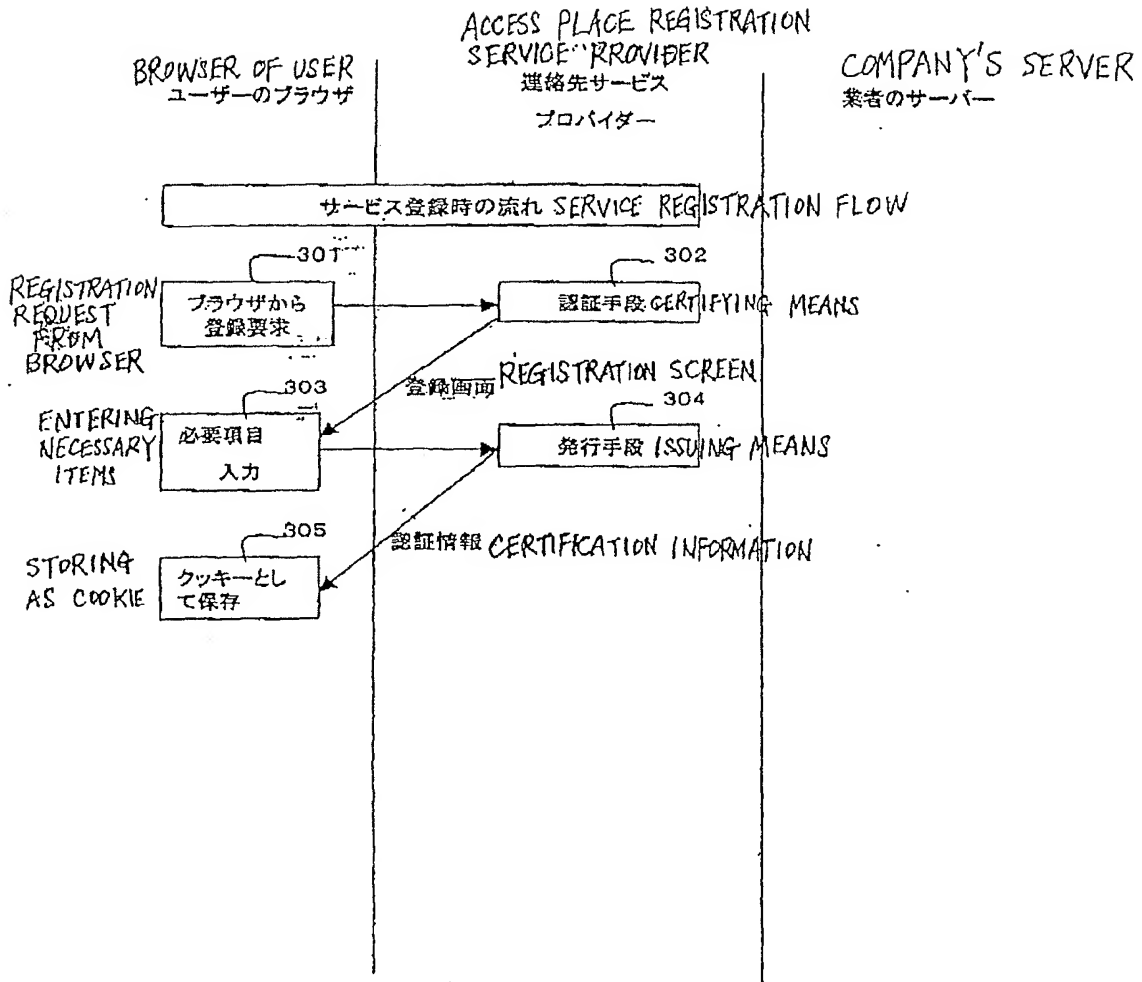 ACCESS PLACE REGISTRATION
SERVICE PROVIDER
連絡先サービス
プロバイダー
BROWSER OF USER
ユーザーのブラウザ
COMPANY'S SERVER
業者のサーバー
サービス登録時の流れ SERVICE REGISTRATION FLOW
301
302
REGISTRATION
REQUEST
FROM
BROWSER
ブラウザから
登録要求
認証手段 CERTIFYING MEANS
登録画面 REGISTRATION SCREEN
303
304
ENTERING
NECESSARY
ITEMS
必要項目
入力
発行手段 ISSUING MEANS
305
認証情報 CERTIFICATION INFORMATION
STORING
AS COOKIE
クッキーとし
て保存